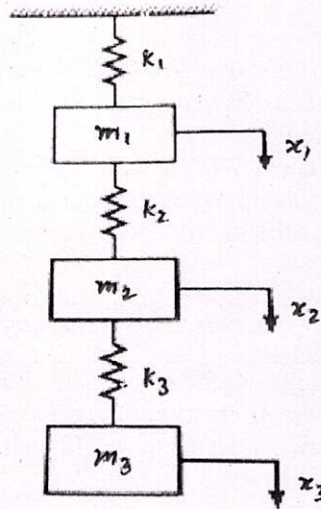 k₁
m₁
x₁
k₂
m₂
x₂
k₃
m₃
x₃